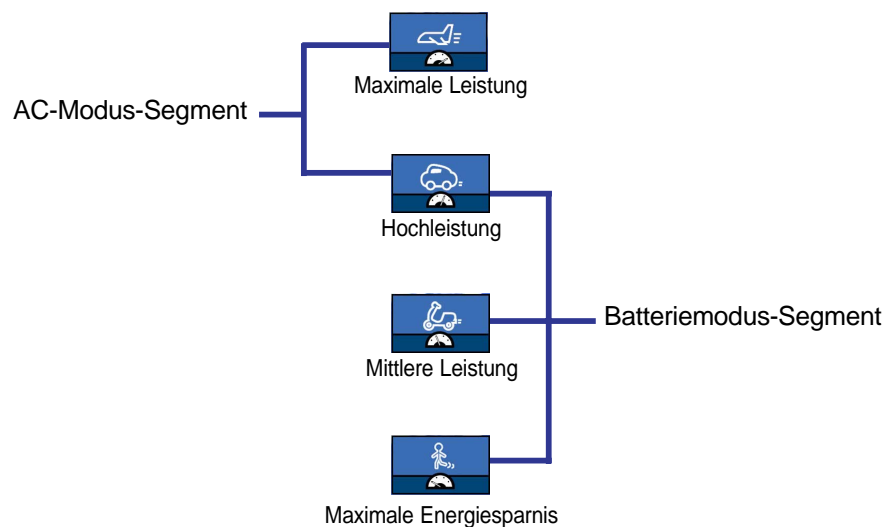 Maximale Leistung
AC-Modus-Segment
Hochleistung
Batteriemodus-Segment
Mittlere Leistung
Maximale Energiesparnis